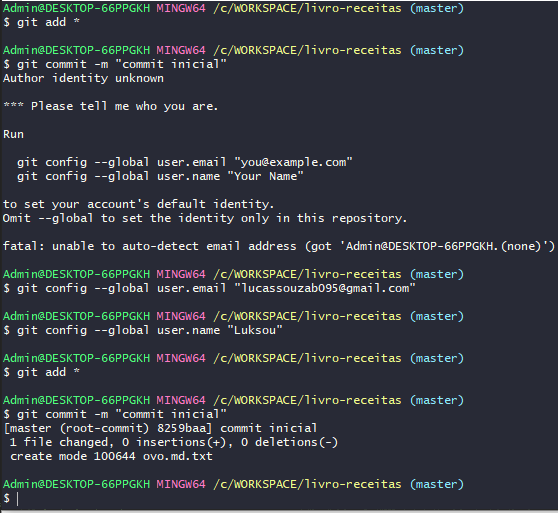 Admin@DESKTOP-66PPGKH MINGW64 /c/WORKSPACE/livro-receitas (master)
$ git add *
Admin@DESKTOP-66PPGKH MINGW64 /c/WORKSPACE/livro-receitas (master)
$ git commit -m "commit inicial"
Author identity unknown
*** Please tell me who you are.
Run
git config --global user.email "you@example.com"
git config --global user.name "Your Name"
to set your account's default identity.
Omit --global to set the identity only in this repository.
fatal: unable to auto-detect email address (got 'Admin@DESKTOP-66PPGKH.(none)')
Admin@DESKTOP-66PPGKH MINGW64 /c/WORKSPACE/livro-receitas (master)
$ git config --global user.email "lucassouzab095@gmail.com"
Admin@DESKTOP-66PPGKH MINGW64 /c/WORKSPACE/livro-receitas (master)
$ git config --global user.name "Luksou"
Admin@DESKTOP-66PPGKH MINGW64 /c/WORKSPACE/livro-receitas (master)
$ git add *
Admin@DESKTOP-66PPGKH MINGW64 /c/WORKSPACE/livro-receitas (master)
$ git commit -m "commit inicial"
[master (root-commit) 8259baa] commit inicial
1 file changed, 0 insertions(+), 0 deletions(-)
create mode 100644 ovo.md.txt
Admin@DESKTOP-66PPGKH MINGW64 /c/WORKSPACE/livro-receitas (master)
$